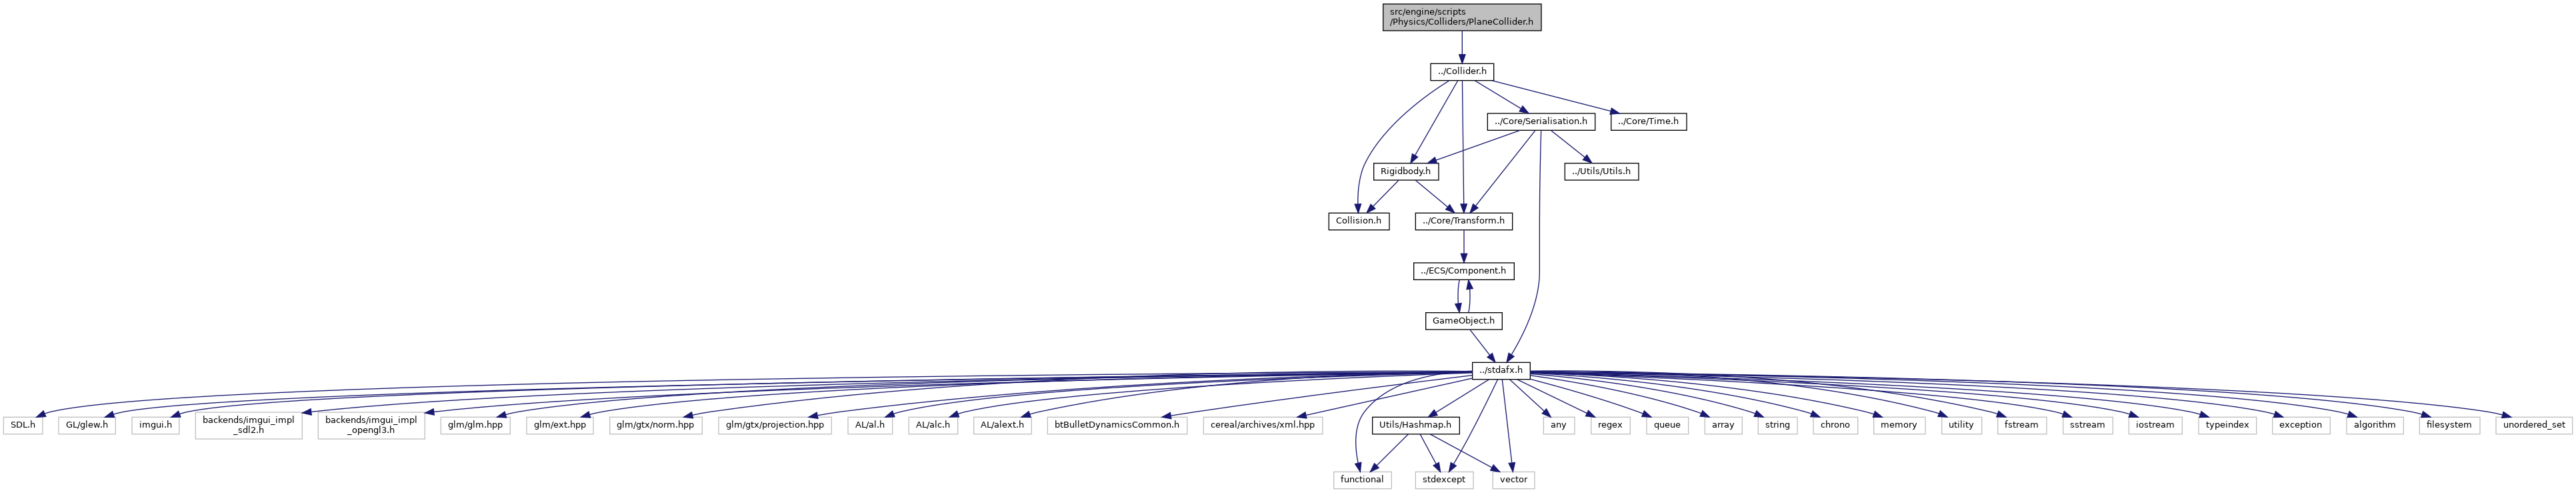 src/engine/scripts
/Physics/Colliders/PlaneCollider.h
../Collider.h
../Core/Serialisation.h
../Core/Time.h
Rigidbody.h
../Utils/Utils.h
Collision.h
../Core/Transform.h
../ECS/Component.h
GameObject.h
../stdafx.h
SDL.h
GL/glew.h
imgui.h
backends/imgui_impl
_sdl2.h
backends/imgui_impl
_opengl3.h
glm/glm.hpp
glm/ext.hpp
glm/gtx/norm.hpp
glm/gtx/projection.hpp
AL/al.h
AL/alc.h
AL/alext.h
btBulletDynamicsCommon.h
cereal/archives/xml.hpp
Utils/Hashmap.h
any
regex
queue
array
string
chrono
memory
utility
fstream
sstream
iostream
typeindex
exception
algorithm
filesystem
unordered_set
functional
stdexcept
vector